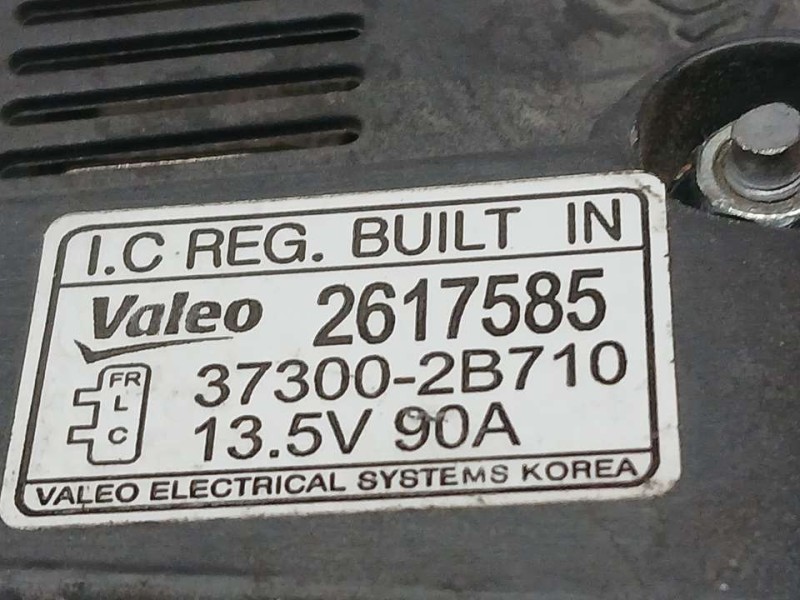 I.C REG. BUILT IN
Valeo 2617585
FR 37300-2B710
L
C 13.5V 90A
VALEO ELECTRICAL SYSTEMS KOREA